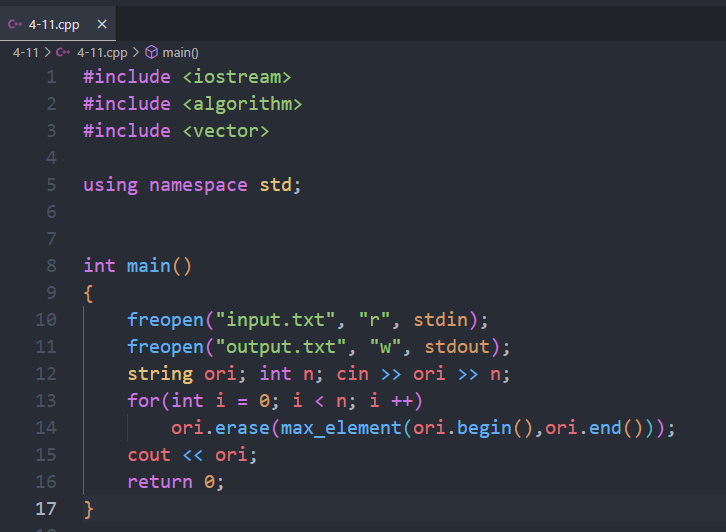 C++ 4-11.cpp ×
4-11 > C++ 4-11.cpp > main()
1 #include <iostream>
2 #include <algorithm>
3 #include <vector>
4
5 using namespace std;
6
7
8 int main()
9 {
10 freopen("input.txt", "r", stdin);
11 freopen("output.txt", "w", stdout);
12 string ori; int n; cin >> ori >> n;
13 for(int i = 0; i < n; i ++)
14 ori.erase(max_element(ori.begin(),ori.end()));
15 cout << ori;
16 return 0;
17 }